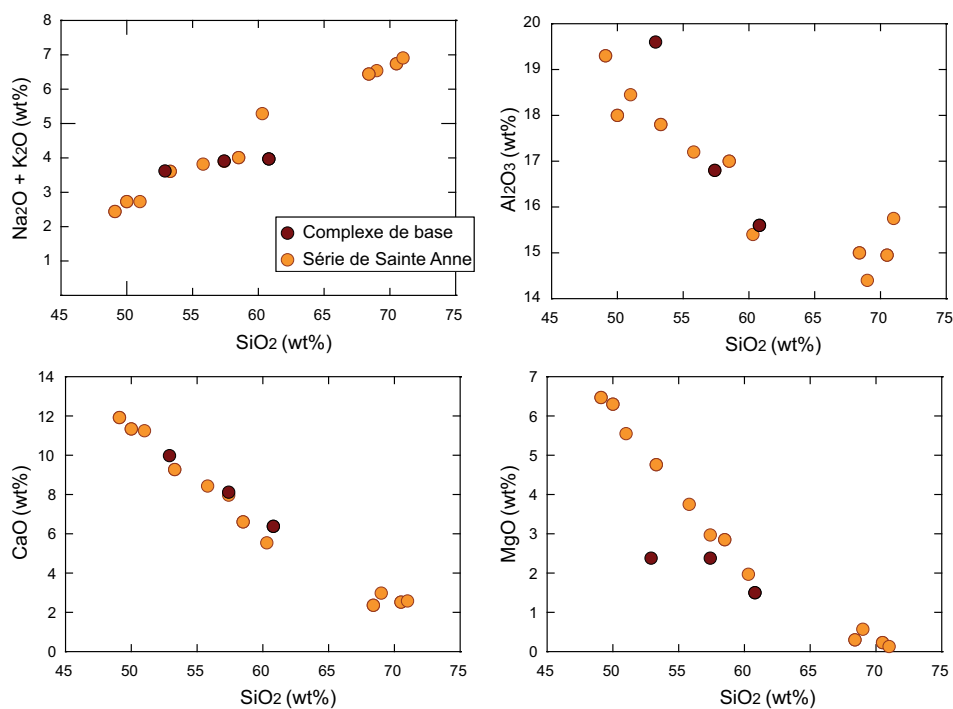 8
7
6
5
4
3
2
1
45 50 55 60 65 70 75
Na2O + K2O (wt%)
SiO2 (wt%)
Complexe de base
Série de Sainte Anne
20
19
18
17
16
15
14
45 50 55 60 65 70 75
Al2O3 (wt%)
SiO2 (wt%)
14
12
10
8
6
4
2
0
45 50 55 60 65 70 75
CaO (wt%)
SiO2 (wt%)
7
6
5
4
3
2
1
0
45 50 55 60 65 70 75
MgO (wt%)
SiO2 (wt%)